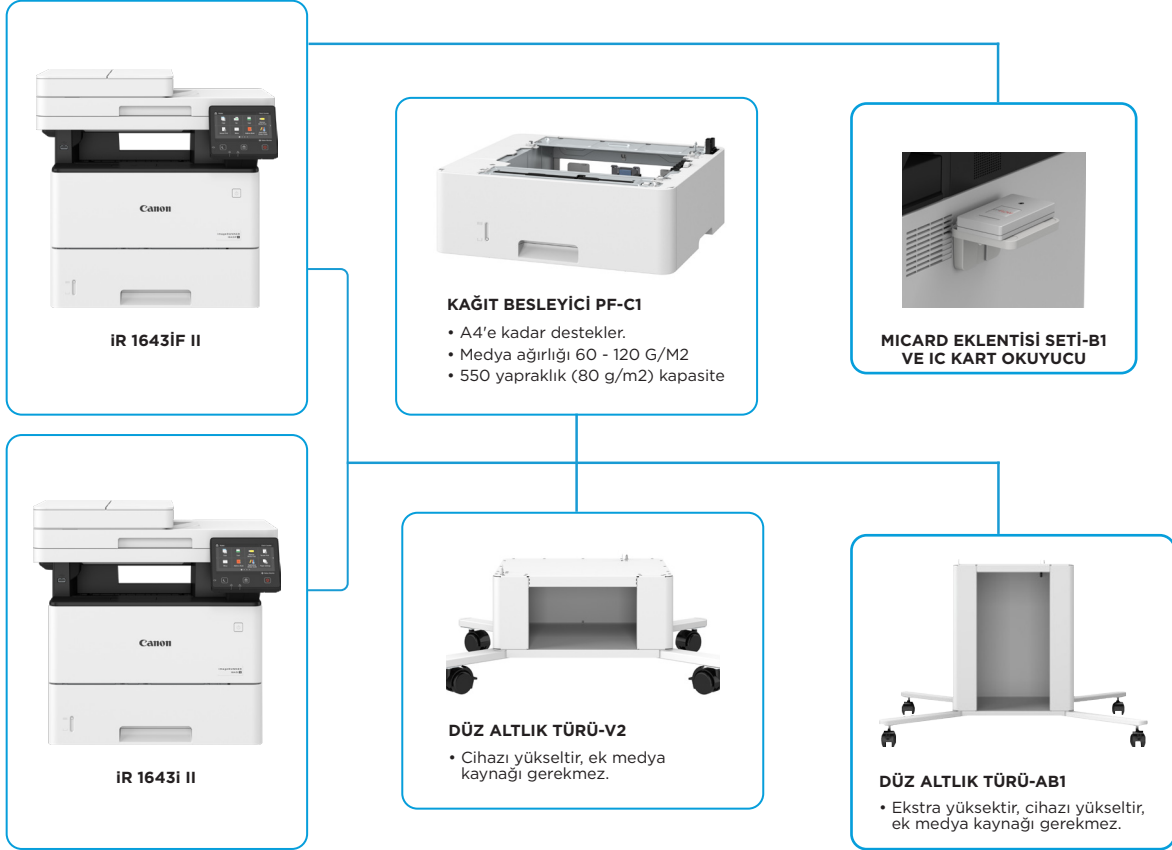 Canon
iR 1643İF II
Canon
iR 1643i II
KAĞIT BESLEYİCİ PF-C1
• A4'e kadar destekler.
• Medya ağırlığı 60 - 120 G/M2
• 550 yapraklık (80 g/m2) kapasite
MICARD EKLENTİSİ SETİ-B1
VE IC KART OKUYUCU
DÜZ ALTLIK TÜRÜ-V2
• Cihazı yükseltir, ek medya
kaynağı gerekmez.
DÜZ ALTLIK TÜRÜ-AB1
• Ekstra yüksektir, cihazı yükseltir,
ek medya kaynağı gerekmez.